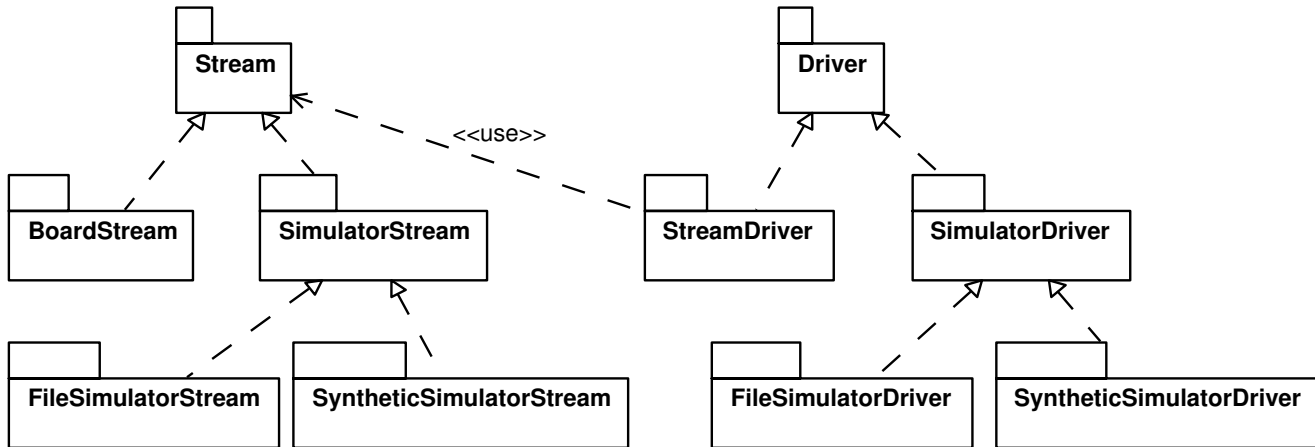 Stream
Driver
<<use>>
BoardStream
SimulatorStream
StreamDriver
SimulatorDriver
FileSimulatorStream
SyntheticSimulatorStream
FileSimulatorDriver
SyntheticSimulatorDriver